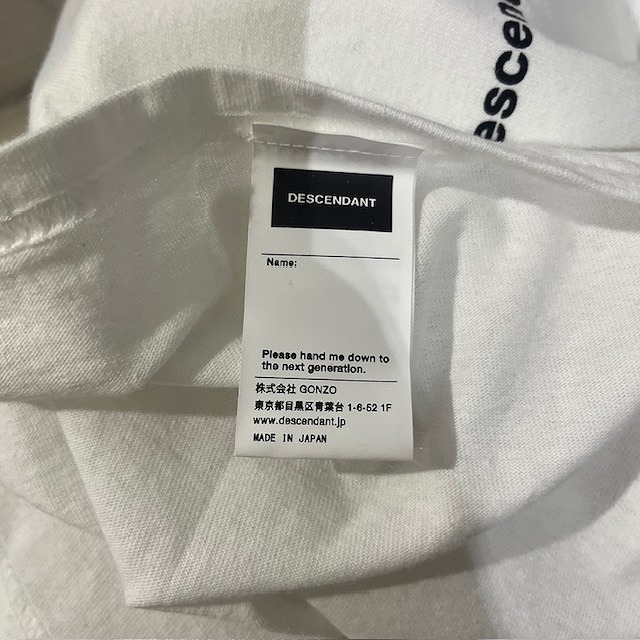 descen
DESCENDANT
Name:
Please hand me down to
the next generation.
株式会社 GONZO
東京都目黒区青葉台 1-6-52 1F
www.descendant.jp
MADE IN JAPAN